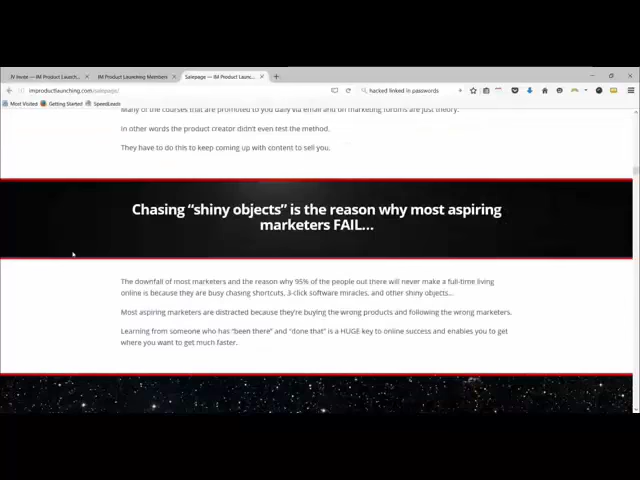 JV Invite — IM Product Launch...
IM Product Launching Members
Salepage — IM Product Laun...
improductlaunching.com/salepage/
hacked linked in passwords
Most Visited
Getting Started
SpeedLeads
Many of the courses that are promoted to you daily via email and on marketing forums are just theory.
In other words the product creator didn't even test the method.
They have to do this to keep coming up with content to sell you.
Chasing “shiny objects” is the reason why most aspiring
marketers FAIL...
The downfall of most marketers and the reason why 95% of the people out there will never make a full-time living
online is because they are busy chasing shortcuts, 3-click software miracles, and other shiny objects...
Most aspiring marketers are distracted because they're buying the wrong products and following the wrong marketers.
Learning from someone who has “been there” and “done that” is a HUGE key to online success and enables you to get
where you want to get much faster.